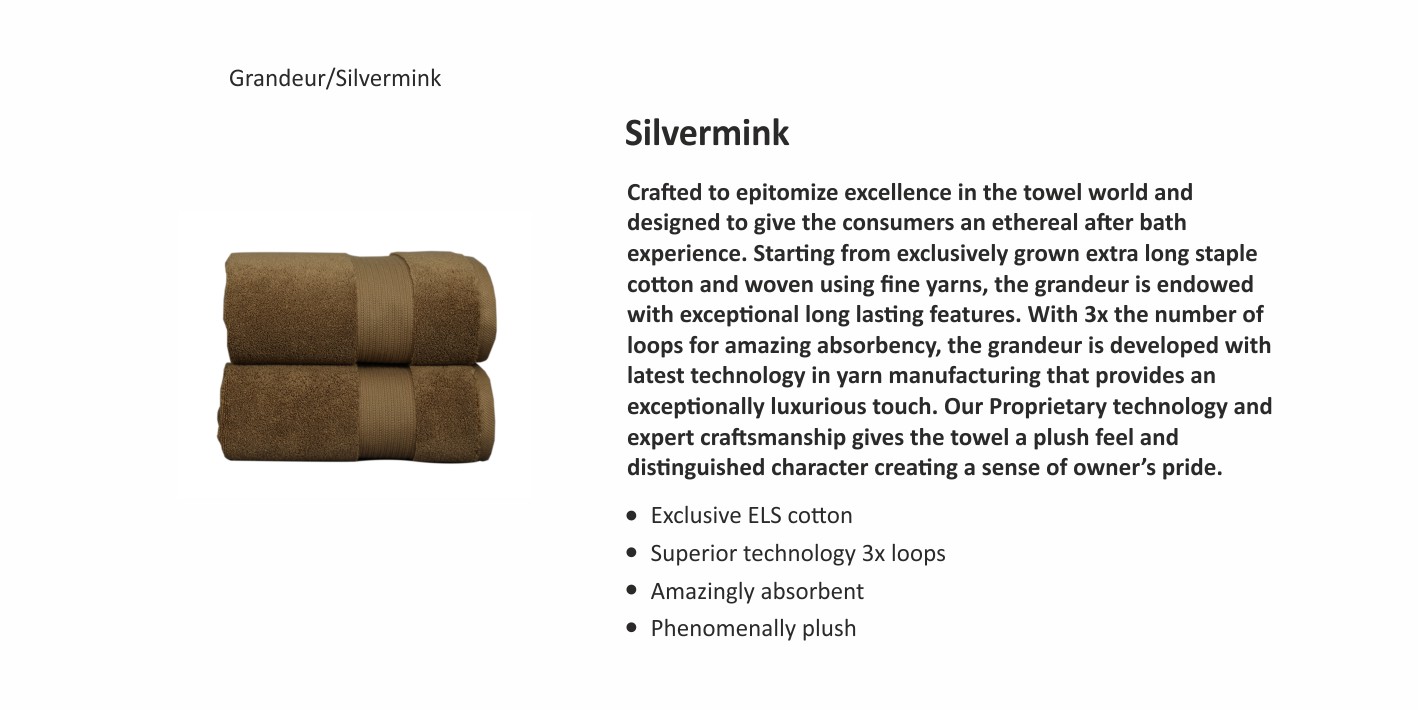 Grandeur/Silvermink
Silvermink
Crafted to epitomize excellence in the towel world and
designed to give the consumers an ethereal after bath
experience. Starting from exclusively grown extra long staple
cotton and woven using fine yarns, the grandeur is endowed
with exceptional long lasting features. With 3x the number of
loops for amazing absorbency, the grandeur is developed with
latest technology in yarn manufacturing that provides an
exceptionally luxurious touch. Our Proprietary technology and
expert craftsmanship gives the towel a plush feel and
distinguished character creating a sense of owner’s pride.
• Exclusive ELS cotton
• Superior technology 3x loops
• Amazingly absorbent
• Phenomenally plush